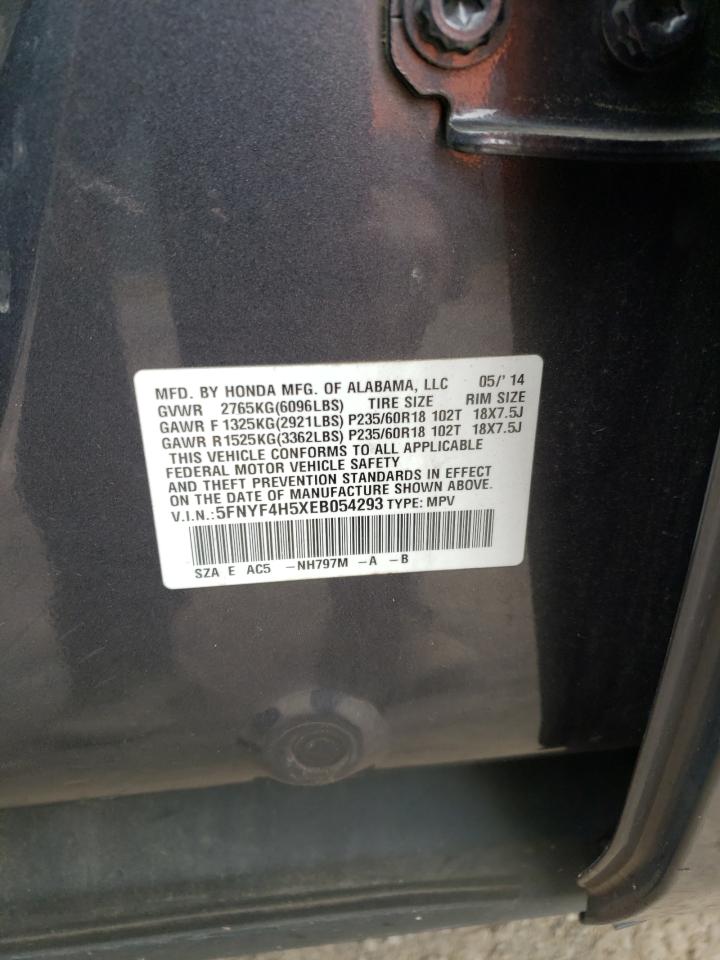 MFD. BY HONDA MFG. OF ALABAMA, LLC 05/'14
GVWR 2765KG(6096LBS) TIRE SIZE RIM SIZE
GAWR F 1325KG(2921LBS) P235/60R18 102T 18X7.5J
GAWR R 1525KG(3362LBS) P235/60R18 102T 18X7.5J
THIS VEHICLE CONFORMS TO ALL APPLICABLE
FEDERAL MOTOR VEHICLE SAFETY
AND THEFT PREVENTION STANDARDS IN EFFECT
ON THE DATE OF MANUFACTURE SHOWN ABOVE.
V.I.N.:5FNYF4H5XEB054293 TYPE: MPV
SZA E AC5 -NH797M -A -B